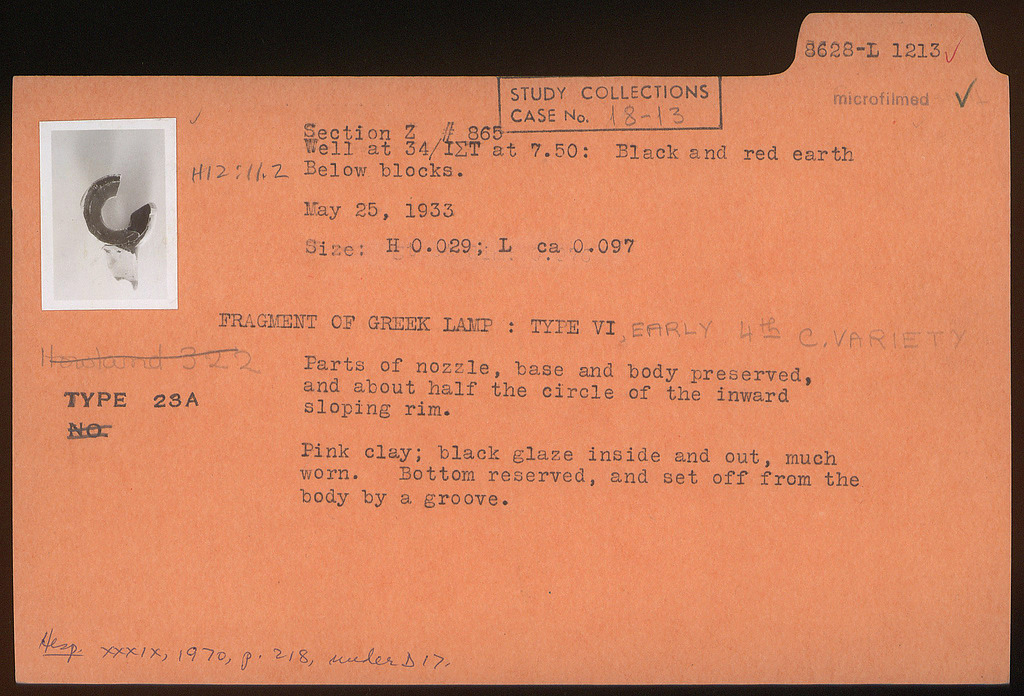 8628-L 1213 ✓
microfilmed ✓
STUDY COLLECTIONS
CASE No. 18-13
Section Z # 865
Well at 34/ΙΣΤ at 7.50: Black and red earth
H12:11.2 Below blocks.
May 25, 1933
Size: H 0.029; L ca 0.097
FRAGMENT OF GREEK LAMP : TYPE VI, EARLY 4th C. VARIETY
Howland 322
TYPE 23A
NO.
Parts of nozzle, base and body preserved,
and about half the circle of the inward
sloping rim.
Pink clay; black glaze inside and out, much
worn. Bottom reserved, and set off from the
body by a groove.
Hesp. XXXIX, 1970, p. 218, under D 17.